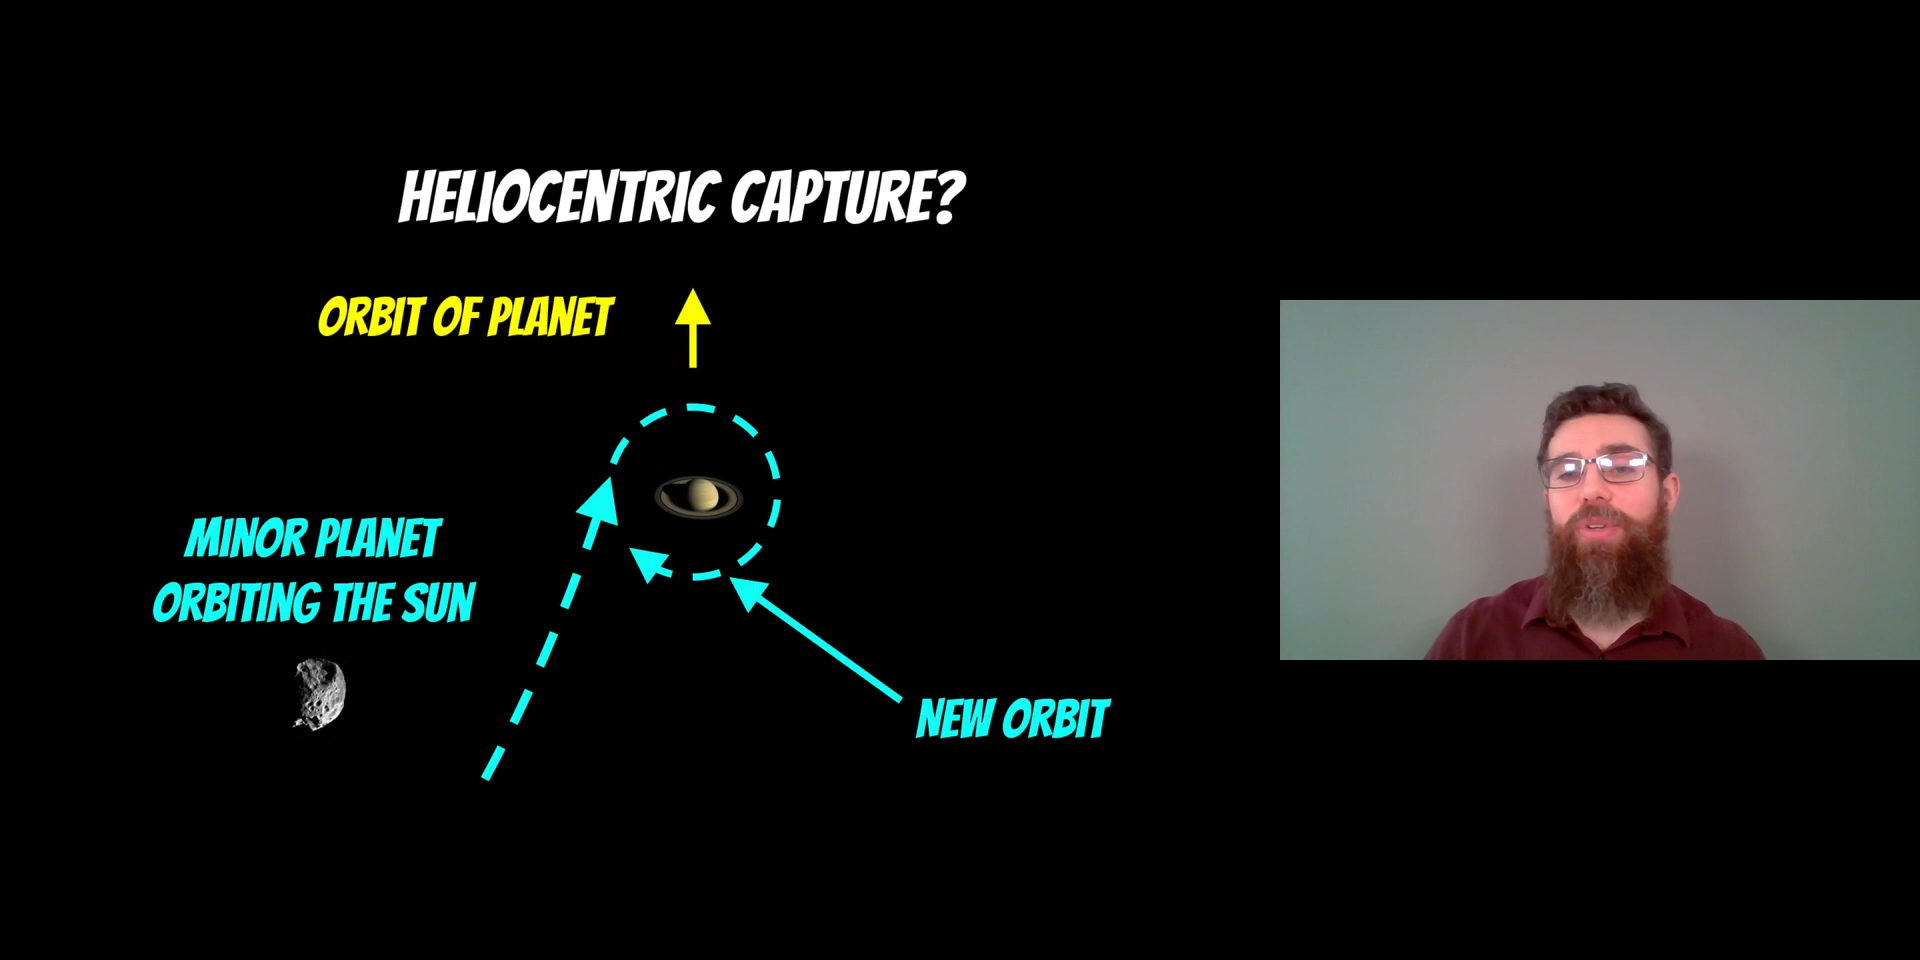 HELIOCENTRIC CAPTURE?
ORBIT OF PLANET
MINOR PLANET
ORBITING THE SUN
NEW ORBIT